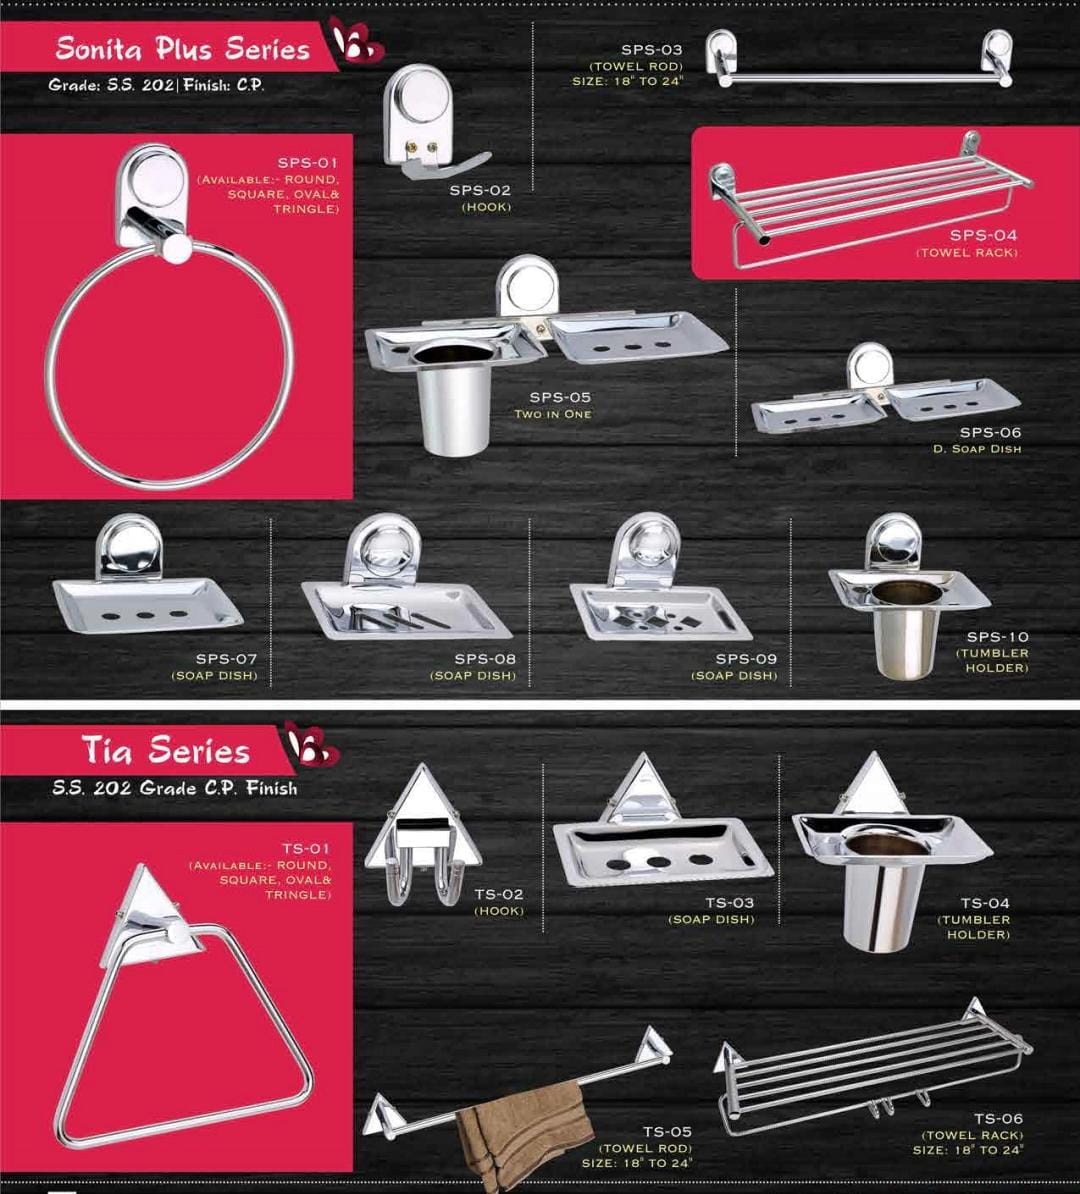 Sonita Plus Series
Grade: S.S. 202| Finish: C.P.
SPS-01
(Available:- ROUND,
SQUARE, OVAL&
TRINGLE)
SPS-02
(HOOK)
SPS-03
(TOWEL ROD)
SIZE: 18" TO 24"
SPS-04
(TOWEL RACK)
SPS-05
Two in One
SPS-06
D. Soap Dish
SPS-07
(SOAP DISH)
SPS-08
(SOAP DISH)
SPS-09
(SOAP DISH)
SPS-10
(TUMBLER
HOLDER)
Tia Series
S.S. 202 Grade C.P. Finish
TS-01
(Available:- ROUND,
SQUARE, OVAL&
TRINGLE)
TS-02
(HOOK)
TS-03
(SOAP DISH)
TS-04
(TUMBLER
HOLDER)
TS-05
(TOWEL ROD)
SIZE: 18" TO 24"
TS-06
(TOWEL RACK)
SIZE: 18" TO 24"